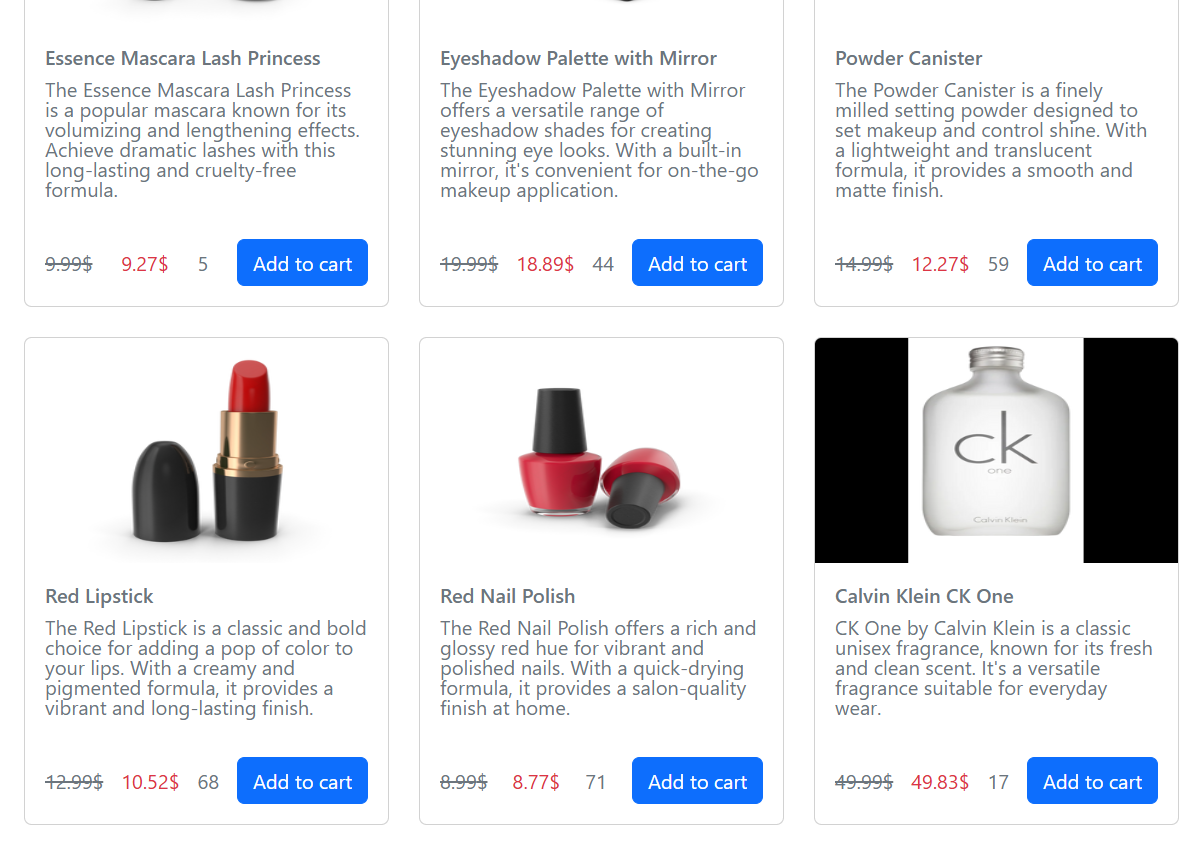 Essence Mascara Lash Princess
The Essence Mascara Lash Princess
is a popular mascara known for its
volumizing and lengthening effects.
Achieve dramatic lashes with this
long-lasting and cruelty-free
formula.
9.99$ 9.27$ 5 Add to cart
Eyeshadow Palette with Mirror
The Eyeshadow Palette with Mirror
offers a versatile range of
eyeshadow shades for creating
stunning eye looks. With a built-in
mirror, it's convenient for on-the-go
makeup application.
19.99$ 18.89$ 44 Add to cart
Powder Canister
The Powder Canister is a finely
milled setting powder designed to
set makeup and control shine. With
a lightweight and translucent
formula, it provides a smooth and
matte finish.
14.99$ 12.27$ 59 Add to cart
Red Lipstick
The Red Lipstick is a classic and bold
choice for adding a pop of color to
your lips. With a creamy and
pigmented formula, it provides a
vibrant and long-lasting finish.
12.99$ 10.52$ 68 Add to cart
Red Nail Polish
The Red Nail Polish offers a rich and
glossy red hue for vibrant and
polished nails. With a quick-drying
formula, it provides a salon-quality
finish at home.
8.99$ 8.77$ 71 Add to cart
ck
one
Calvin Klein
Calvin Klein CK One
CK One by Calvin Klein is a classic
unisex fragrance, known for its fresh
and clean scent. It's a versatile
fragrance suitable for everyday
wear.
49.99$ 49.83$ 17 Add to cart